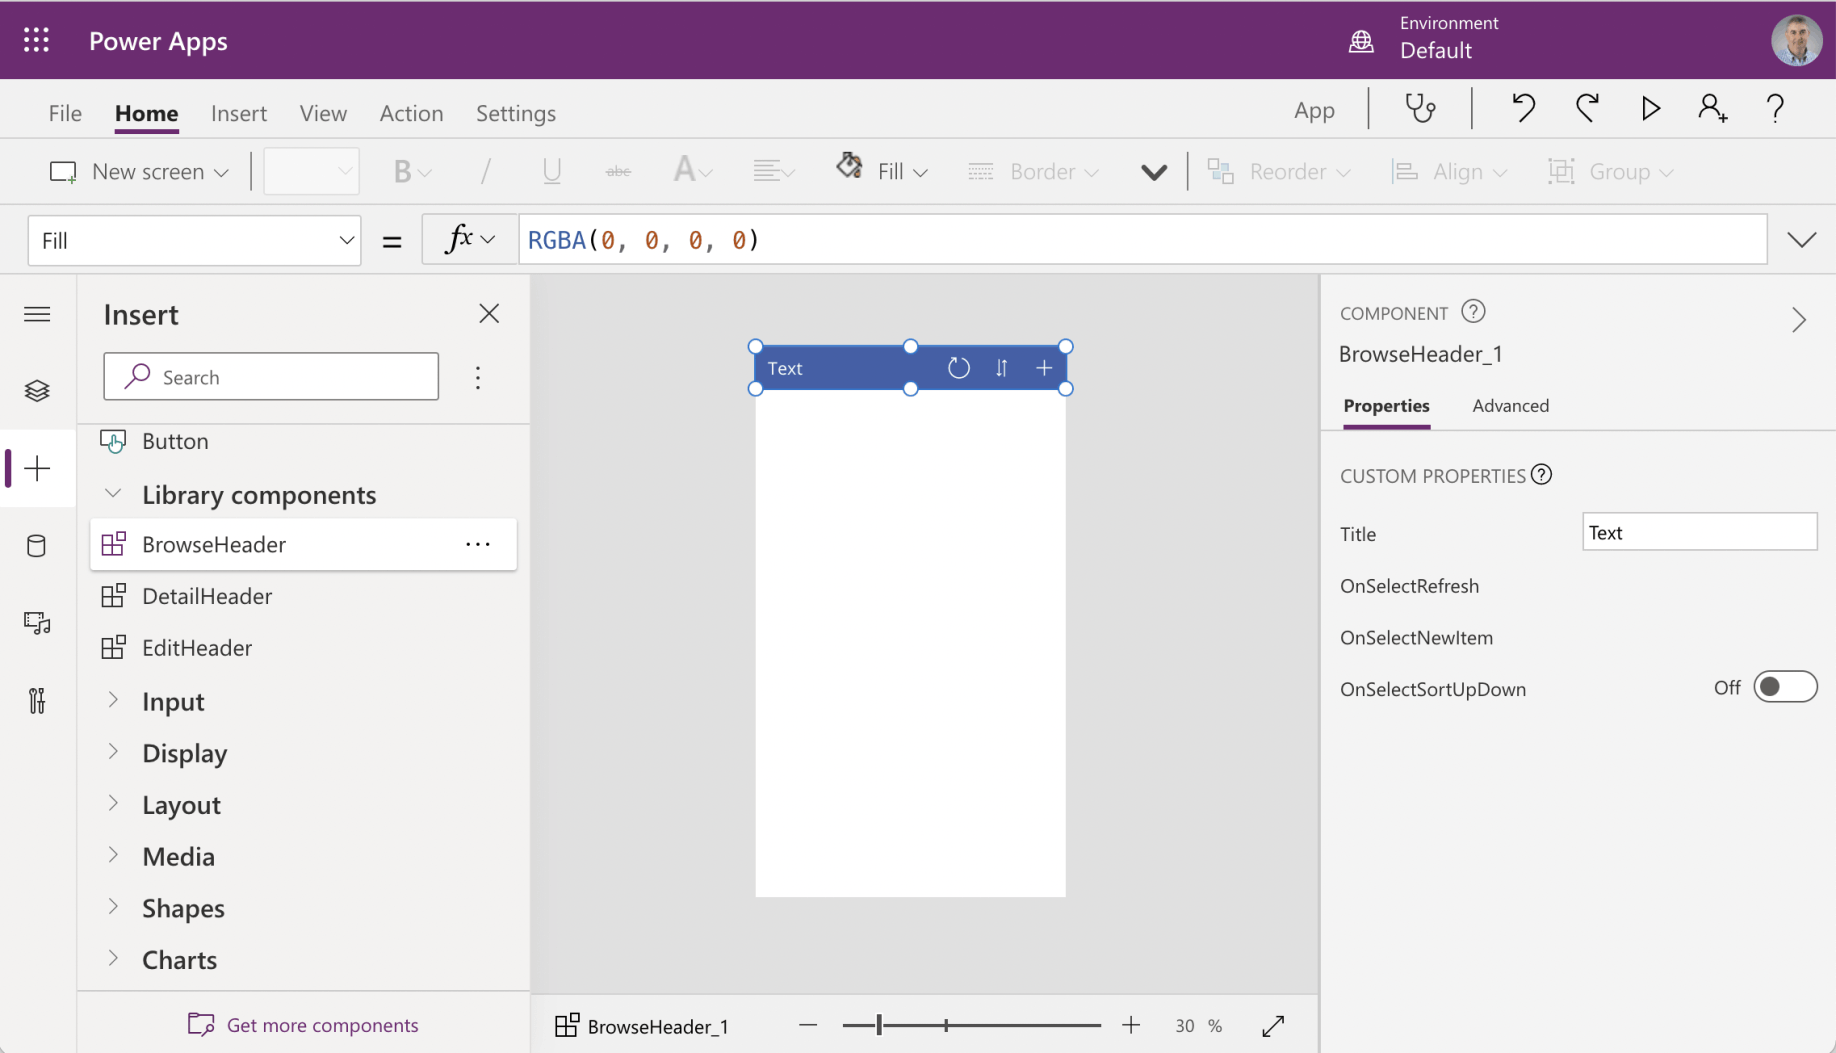 Power Apps
Environment
Default
File Home Insert View Action Settings
App
New screen
B / U abc A
Fill
Border
Reorder
Align
Group
Fill
= fx RGBA(0, 0, 0, 0)
Insert
Search
Button
Library components
BrowseHeader ...
DetailHeader
EditHeader
Input
Display
Layout
Media
Shapes
Charts
Get more components
Text
BrowseHeader_1
30 %
COMPONENT ?
BrowseHeader_1
Properties Advanced
CUSTOM PROPERTIES ?
Title Text
OnSelectRefresh
OnSelectNewItem
OnSelectSortUpDown Off